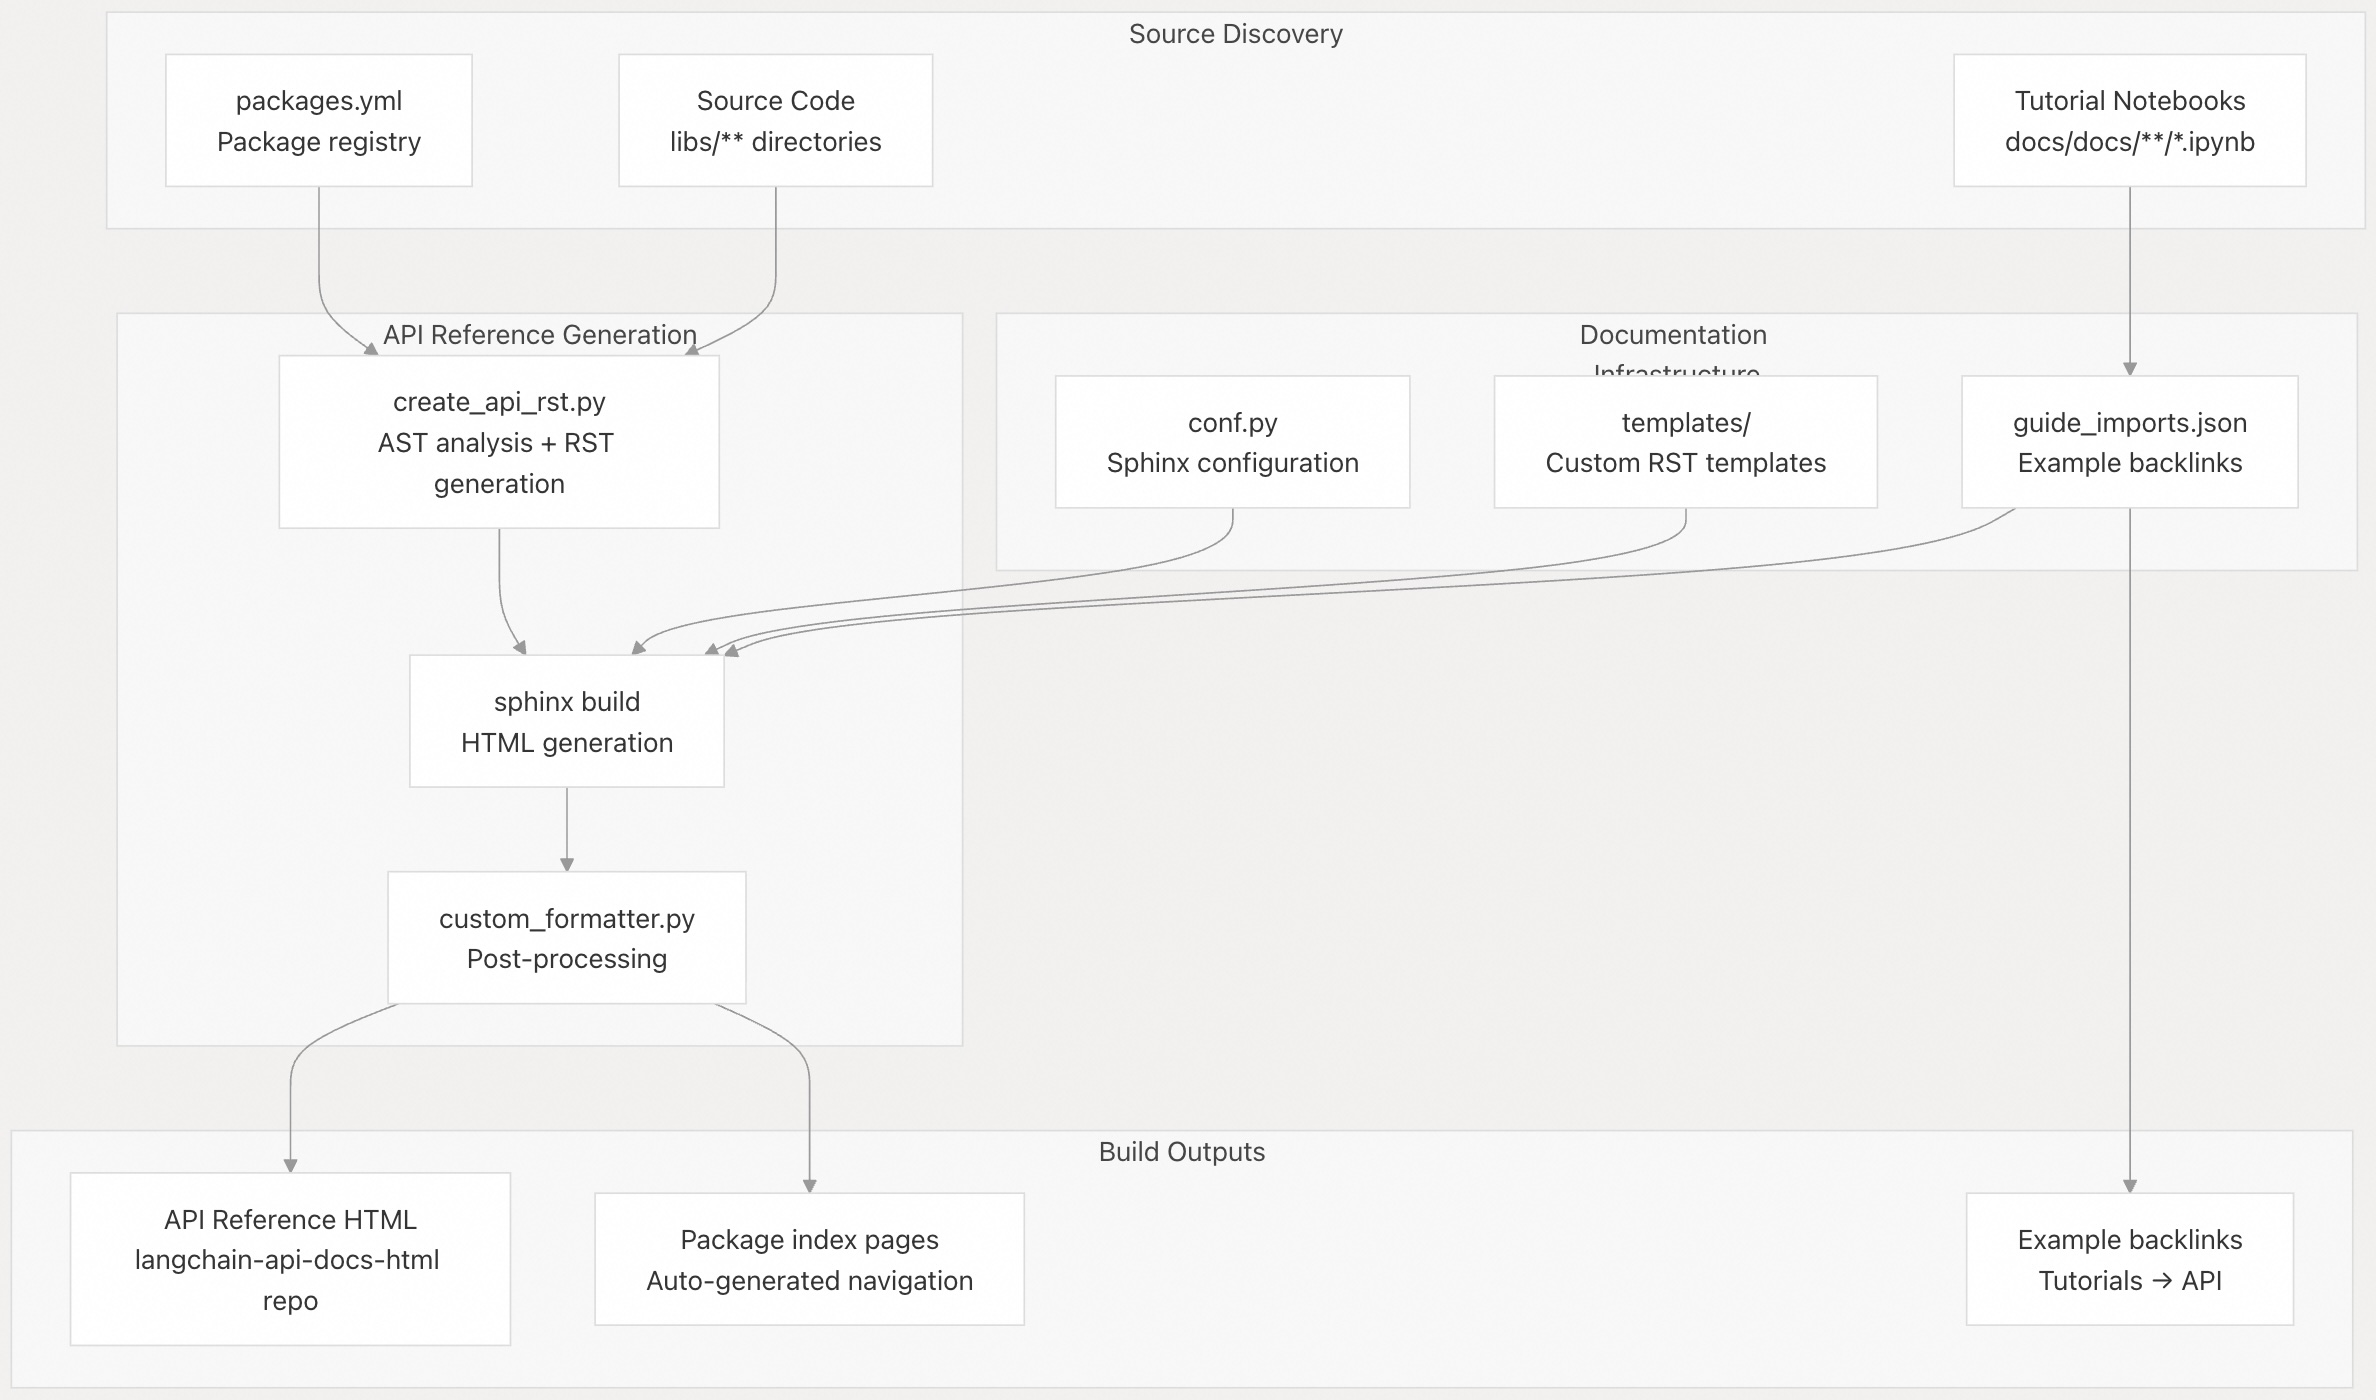 Source Discovery
packages.yml
Package registry
Source Code
libs/** directories
Tutorial Notebooks
docs/docs/**/*.ipynb
API Reference Generation
create_api_rst.py
AST analysis + RST
generation
Documentation
Infrastructure
conf.py
Sphinx configuration
templates/
Custom RST templates
guide_imports.json
Example backlinks
sphinx build
HTML generation
custom_formatter.py
Post-processing
Build Outputs
API Reference HTML
langchain-api-docs-html
repo
Package index pages
Auto-generated navigation
Example backlinks
Tutorials → API